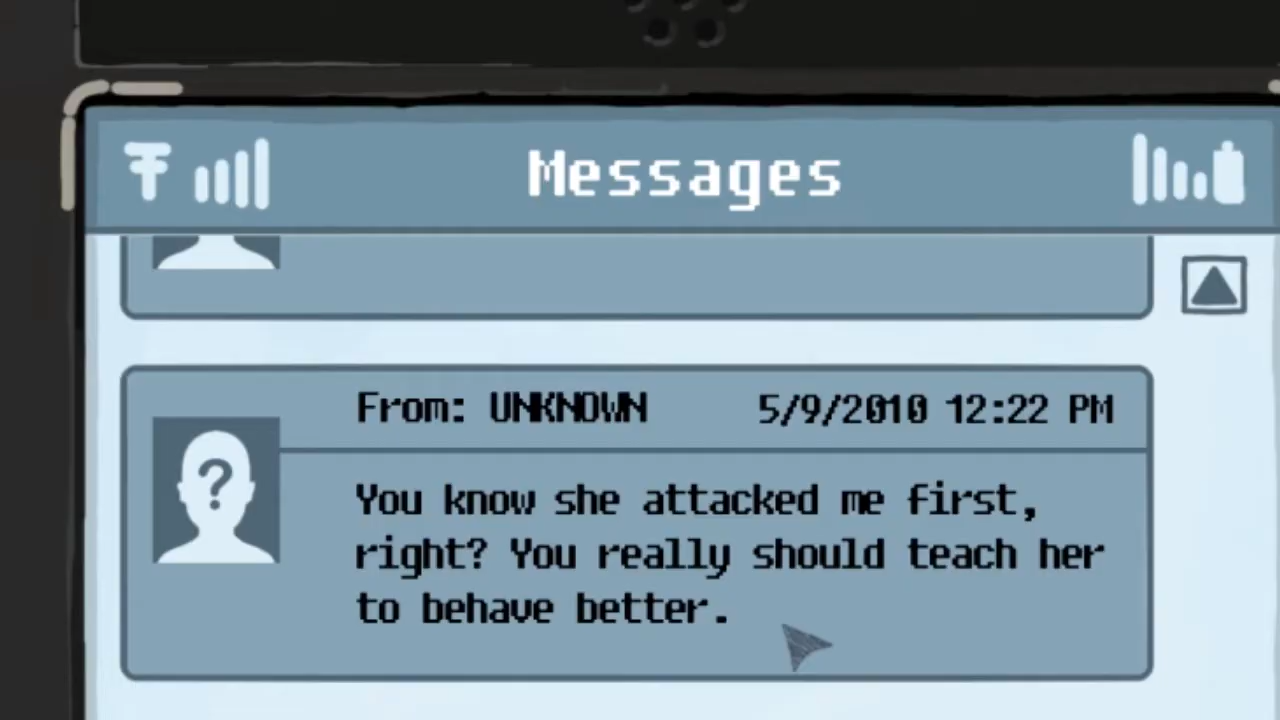 Messages
From: UNKNOWN 5/9/2010 12:22 PM
?
You know she attacked me first,
right? You really should teach her
to behave better.